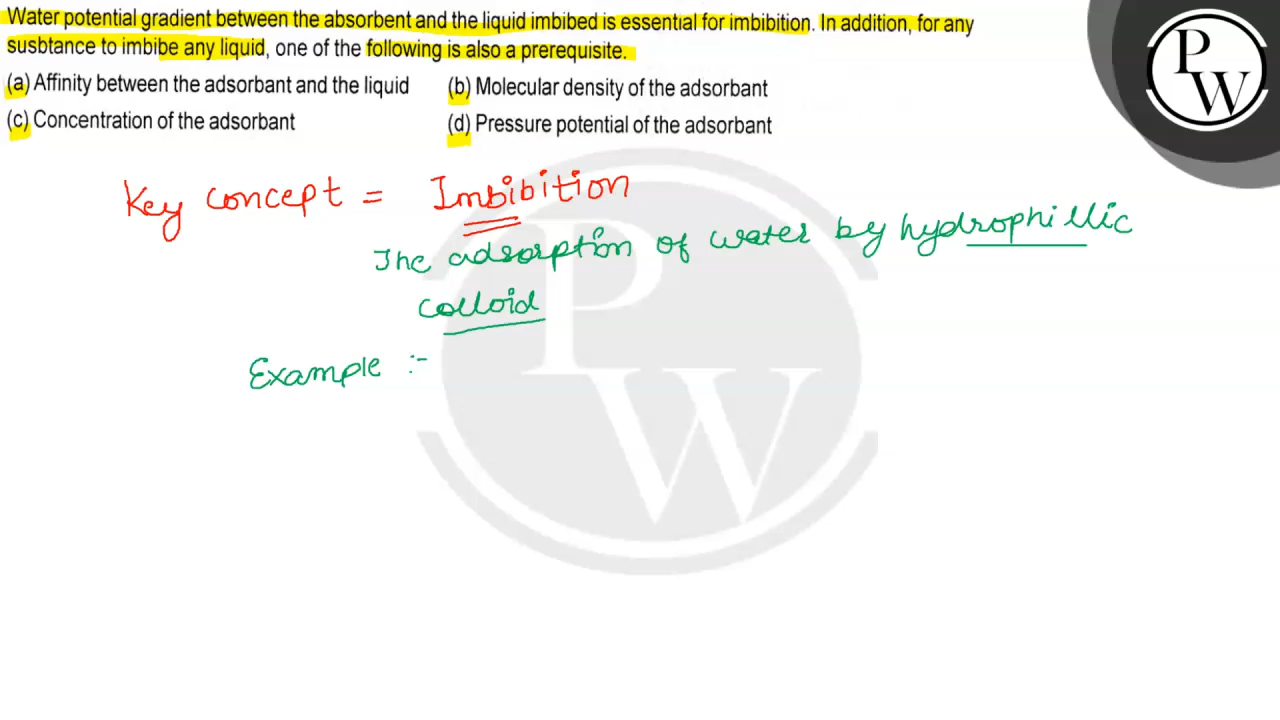 Water potential gradient between the absorbent and the liquid imbibed is essential for imbibition. In addition, for any
susbtance to imbibe any liquid, one of the following is also a prerequisite.
(a) Affinity between the adsorbant and the liquid (b) Molecular density of the adsorbant
(c) Concentration of the adsorbant (d) Pressure potential of the adsorbant
P
W
Key concept = Imbibition
The adsorption of water by hydrophillic
colloid
Example :-
P
W